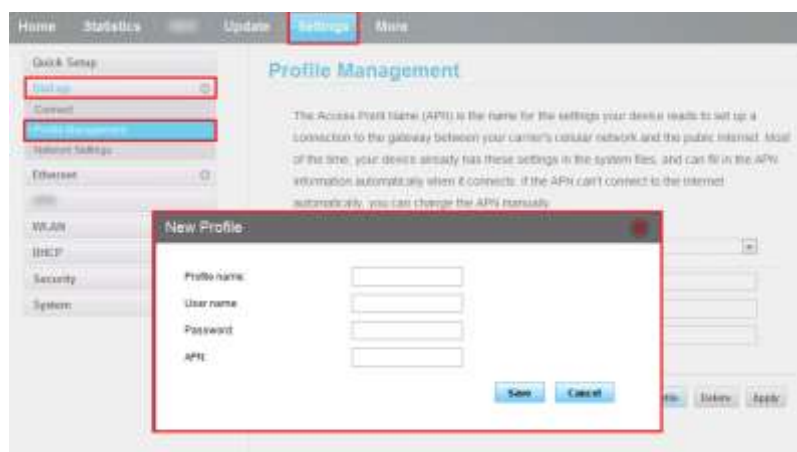 Home Statistics Update Settings More
Quick Setup
Dial-up
Connect
Profile Management
Network Settings
Ethernet
WLAN
DHCP
Security
System
Profile Management
The Access Point Name (APN) is the name for the settings your device reads to set up a
connection to the gateway between your carrier's cellular network and the public Internet. Most
of the time, your device already has these settings in the system files, and can fill in the APN
information automatically when it connects. If the APN can't connect to the Internet
automatically, you can change the APN manually.
New Profile
Profile name:
User name
Password
APN:
Save Cancel
Delete Apply